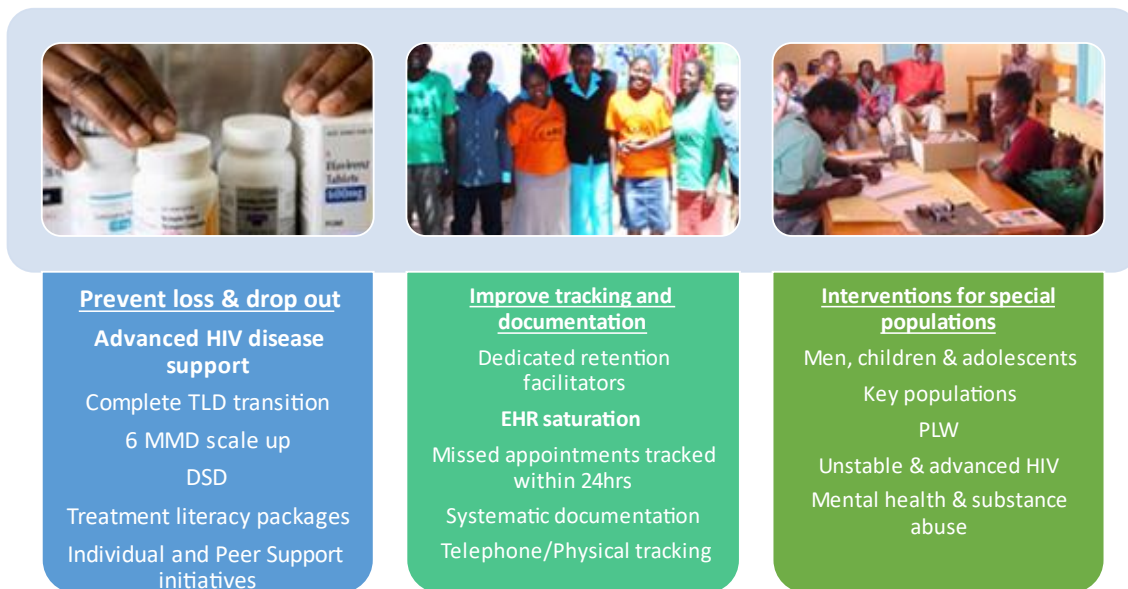 Tablets
600mg
Prevent loss & drop out
Advanced HIV disease
support
Complete TLD transition
6 MMD scale up
DSD
Treatment literacy packages
Individual and Peer Support
initiatives
Improve tracking and
documentation
Dedicated retention
facilitators
EHR saturation
Missed appointments tracked
within 24hrs
Systematic documentation
Telephone/Physical tracking
Interventions for special
populations
Men, children & adolescents
Key populations
PLW
Unstable & advanced HIV
Mental health & substance
abuse